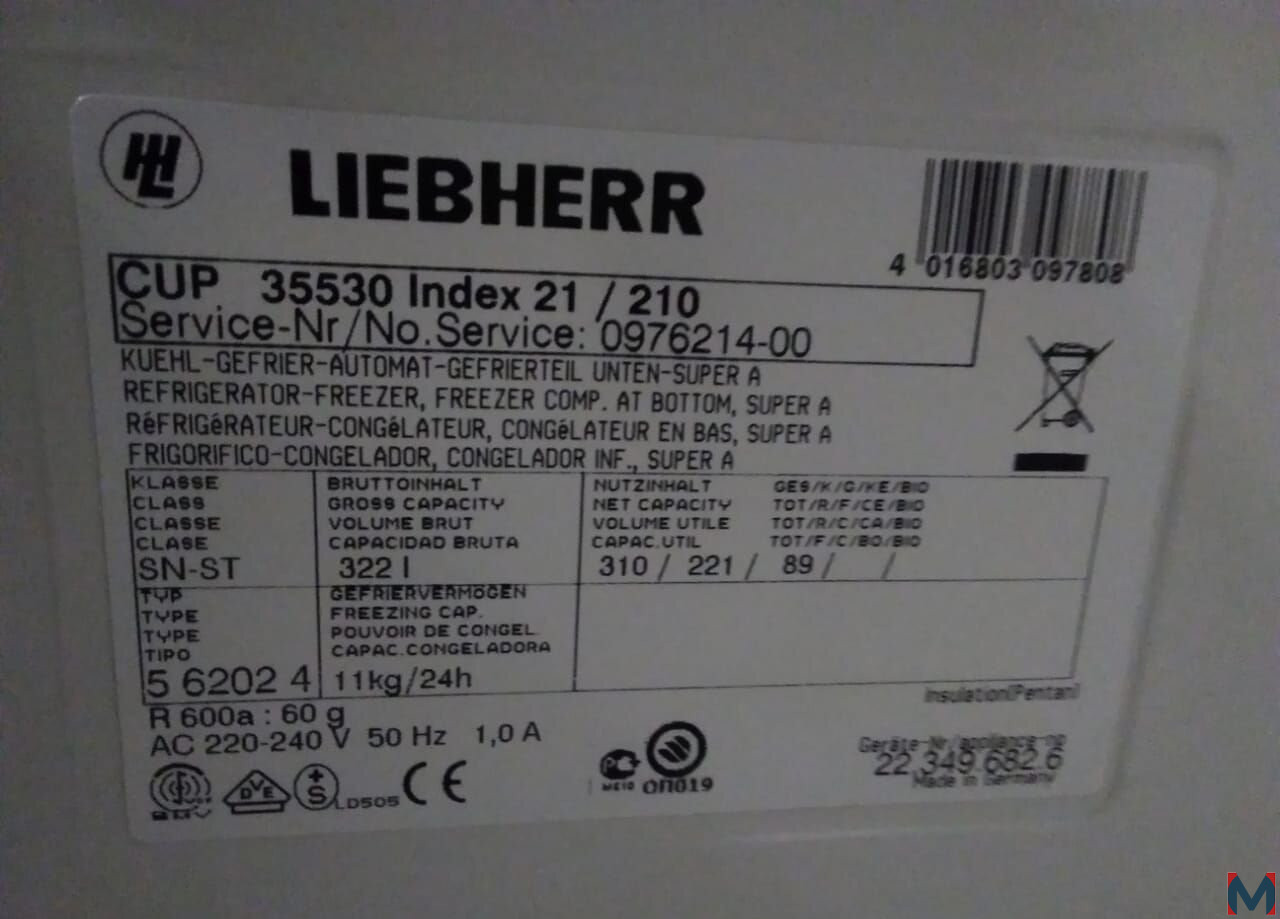 HL
LIEBHERR
4 016803 097808
CUP 35530 Index 21 / 210
Service-Nr/No.Service: 0976214-00
KUEHL-GEFRIER-AUTOMAT-GEFRIERTEIL UNTEN-SUPER A
REFRIGERATOR-FREEZER, FREEZER COMP. AT BOTTOM, SUPER A
RéFRIGéRATEUR-CONGéLATEUR, CONGéLATEUR EN BAS, SUPER A
FRIGORIFICO-CONGELADOR, CONGELADOR INF., SUPER A
KLASSE BRUTTOINHALT NUTZINHALT GES/K/G/KE/BIO
CLASS GROSS CAPACITY NET CAPACITY TOT/R/F/CE/BIO
CLASSE VOLUME BRUT VOLUME UTILE TOT/R/C/CA/BIO
CLASE CAPACIDAD BRUTA CAPAC.UTIL TOT/F/C/BO/BIO
SN-ST 322 l 310 / 221 / 89 / /
TYP GEFRIERVERMÖGEN
TYPE FREEZING CAP.
TYPE POUVOIR DE CONGEL.
TIPO CAPAC.CONGELADORA
5 6202 4 11kg/24h
Insulation(Pentan)
R 600a : 60 g
AC 220-240 V 50 Hz 1,0 A
Geräte-Nr/appliance-no
22 349 682 6
Made in Germany
DVE +S LD505 CE ME10 ОП019
M